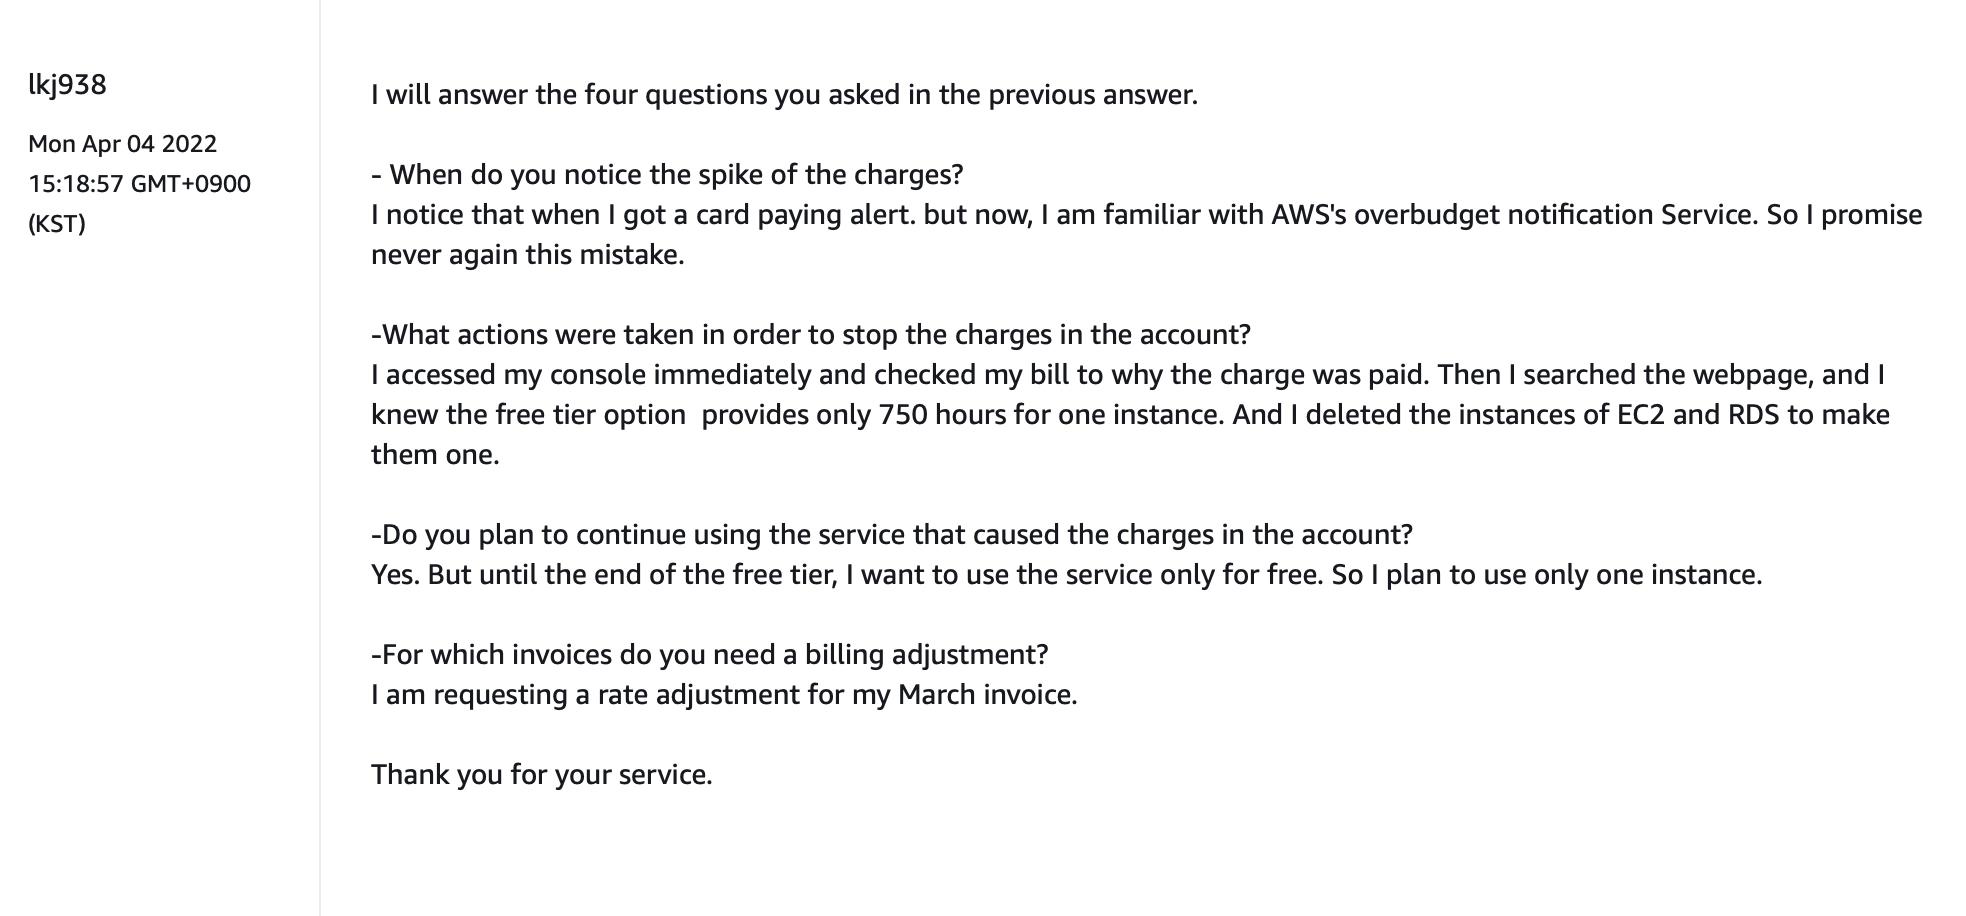 lkj938
Mon Apr 04 2022
15:18:57 GMT+0900
(KST)
I will answer the four questions you asked in the previous answer.
- When do you notice the spike of the charges?
I notice that when I got a card paying alert. but now, I am familiar with AWS's overbudget notification Service. So I promise
never again this mistake.
-What actions were taken in order to stop the charges in the account?
I accessed my console immediately and checked my bill to why the charge was paid. Then I searched the webpage, and I
knew the free tier option  provides only 750 hours for one instance. And I deleted the instances of EC2 and RDS to make
them one.
-Do you plan to continue using the service that caused the charges in the account?
Yes. But until the end of the free tier, I want to use the service only for free. So I plan to use only one instance.
-For which invoices do you need a billing adjustment?
I am requesting a rate adjustment for my March invoice.
Thank you for your service.